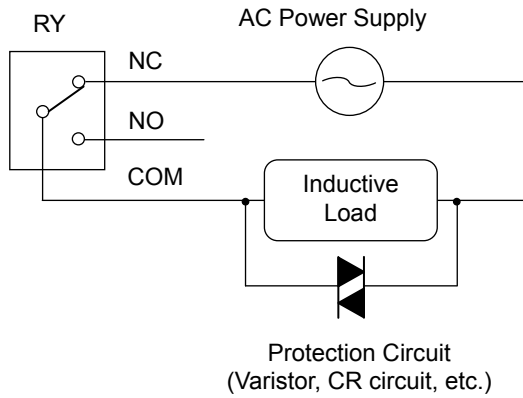 RY
AC Power Supply
NC
NO
COM
Inductive
Load
Protection Circuit
(Varistor, CR circuit, etc.)